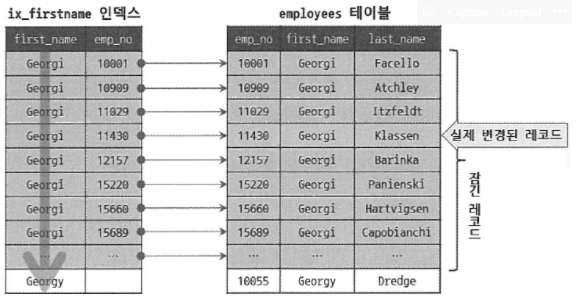 ix_firstname 인덱스
employees 테이블
first_name emp_no
emp_no first_name last_name
Georgi 10001
10001 Georgi Facello
Georgi 10909
10909 Georgi Atchley
Georgi 11029
11029 Georgi Itzfeldt
Georgi 11430
11430 Georgi Klassen
실제 변경된 레코드
Georgi 12157
12157 Georgi Barinka
Georgi 15220
15220 Georgi Panienski
Georgi 15660
15660 Georgi Hartvigsen
Georgi 15689
15689 Georgi Capobianchi
잠긴 레코드
... ...
... ... ...
Georgy
10055 Georgy Dredge